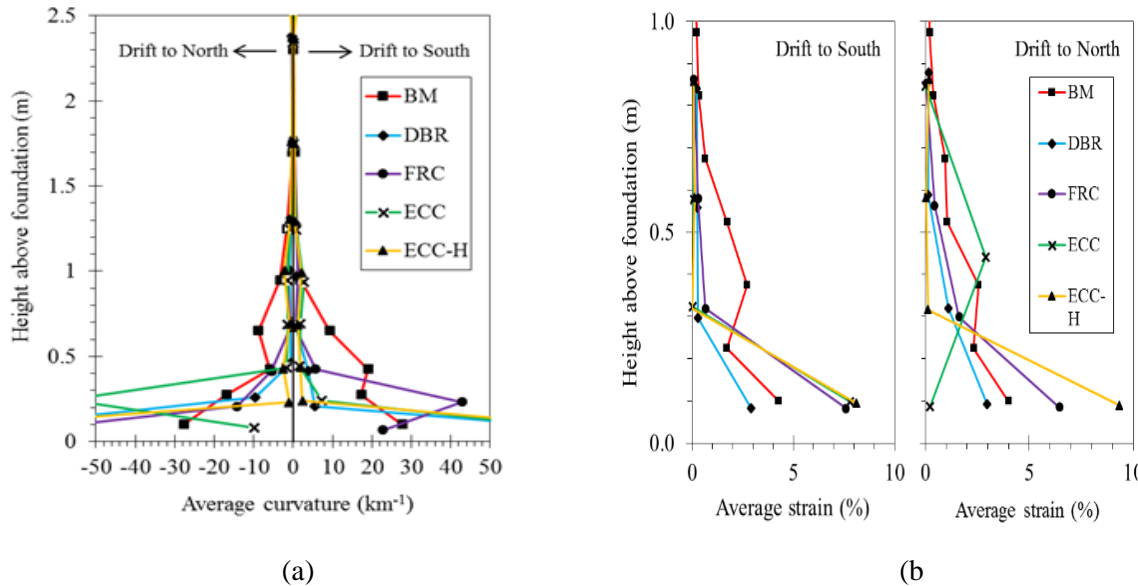 2.5
2
1.5
1
0.5
0
Height above foundation (m)
Drift to North
Drift to South
BM
DBR
FRC
ECC
ECC-H
-50 -40 -30 -20 -10 0 10 20 30 40 50
Average curvature (km⁻¹)
(a)
1.0
0.5
0.0
Height above foundation (m)
Drift to South
0 5 10
Average strain (%)
Drift to North
BM
DBR
FRC
ECC
ECC-
H
0 5 10
Average strain (%)
(b